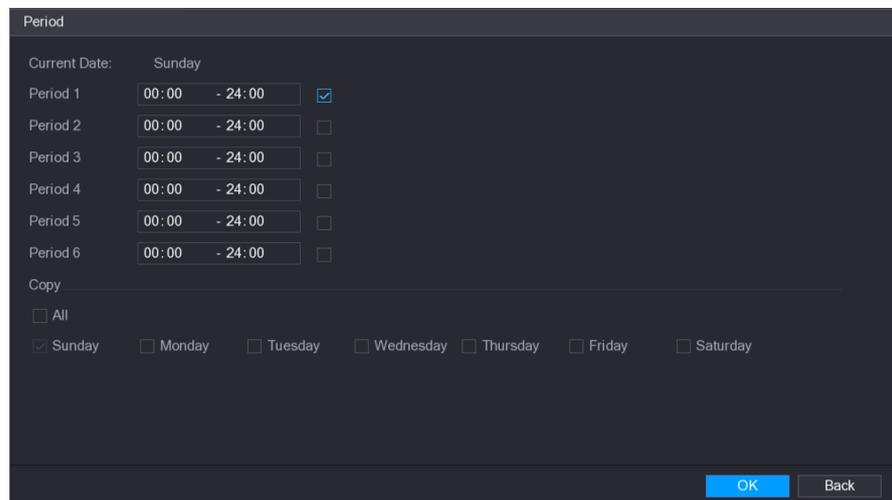 Period
Current Date: Sunday
Period 1 00:00 - 24:00
Period 2 00:00 - 24:00
Period 3 00:00 - 24:00
Period 4 00:00 - 24:00
Period 5 00:00 - 24:00
Period 6 00:00 - 24:00
Copy
All
Sunday Monday Tuesday Wednesday Thursday Friday Saturday
OK Back